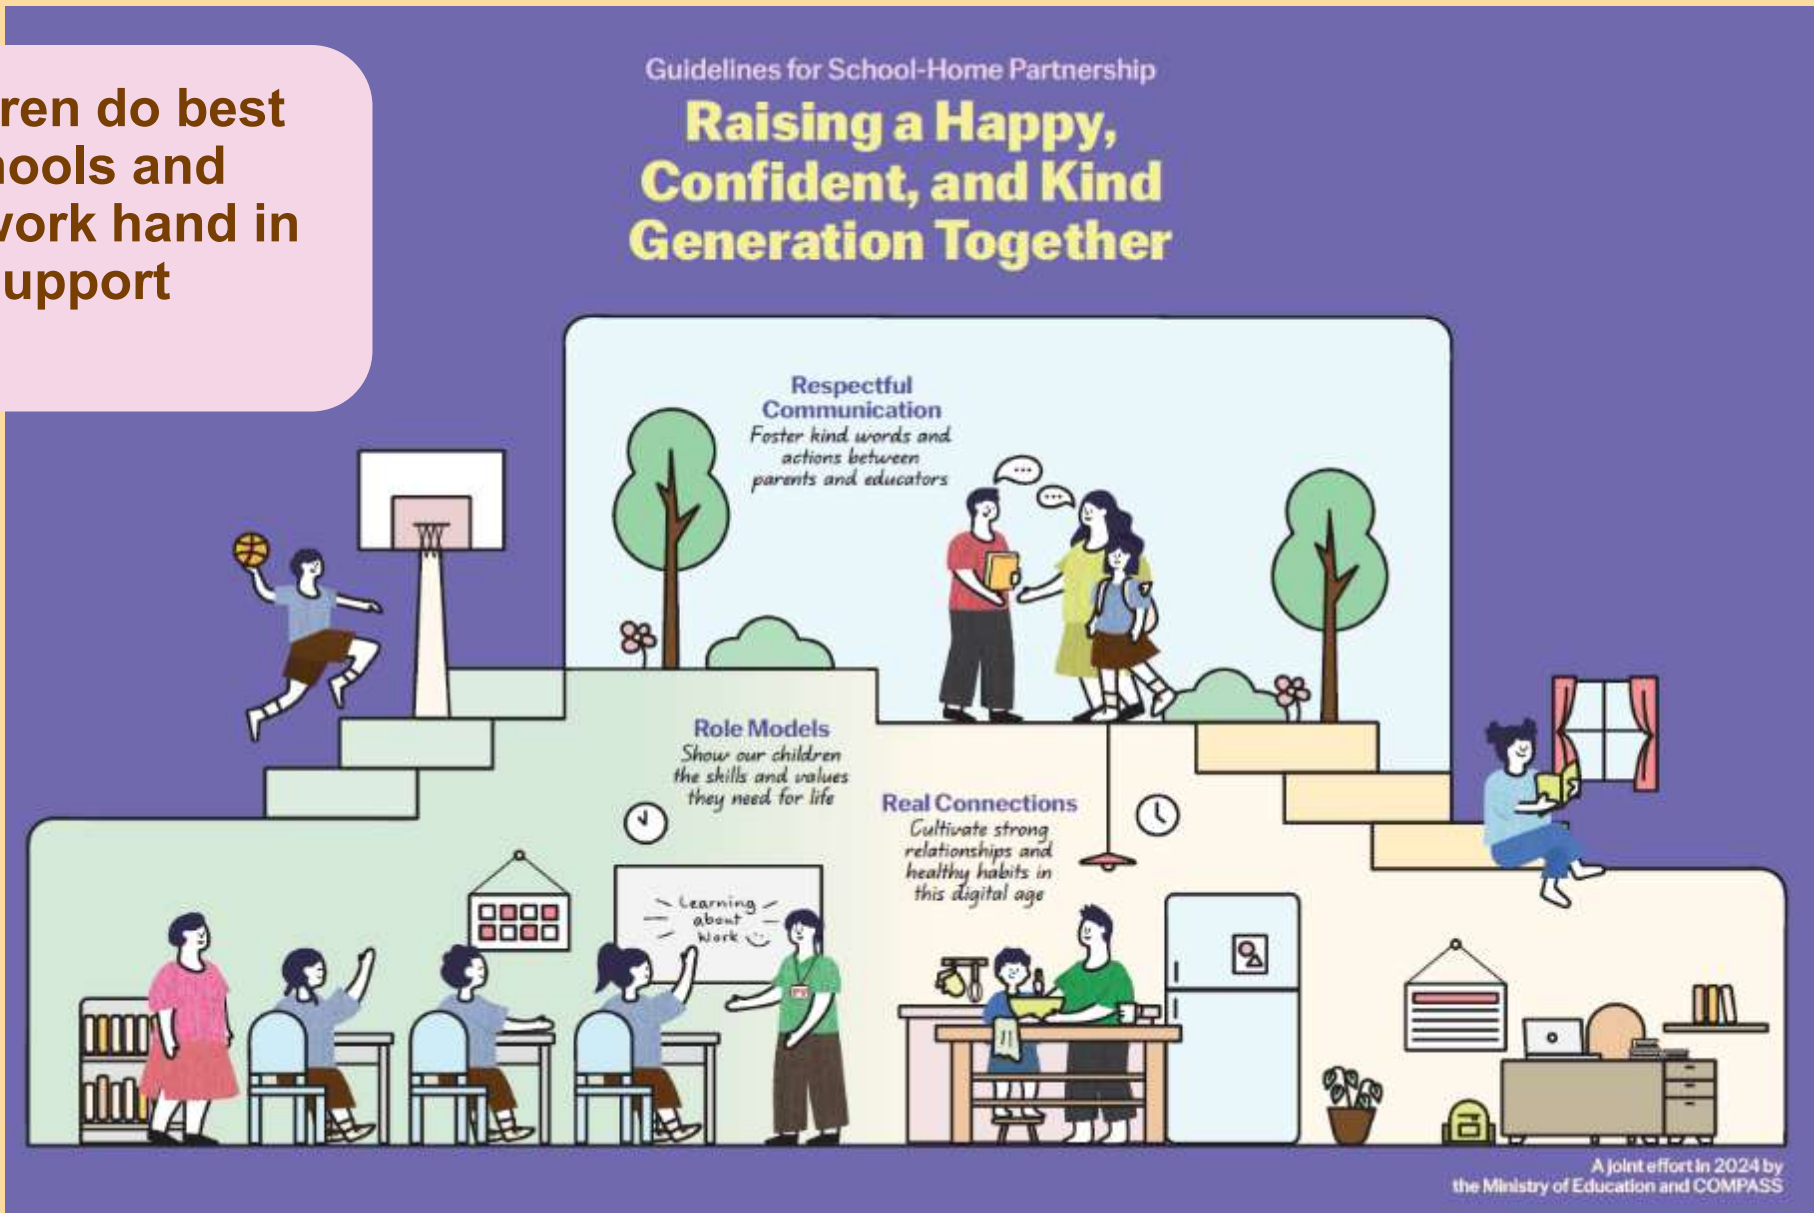 ren do best
ools and
work hand in
upport
Guidelines for School-Home Partnership
Raising a Happy,
Confident, and Kind
Generation Together
Respectful
Communication
Foster kind words and
actions between
parents and educators
Role Models
Show our children
the skills and values
they need for life
Real Connections
Cultivate strong
relationships and
healthy habits in
this digital age
Learning
about
Work
A joint effort in 2024 by
the Ministry of Education and COMPASS